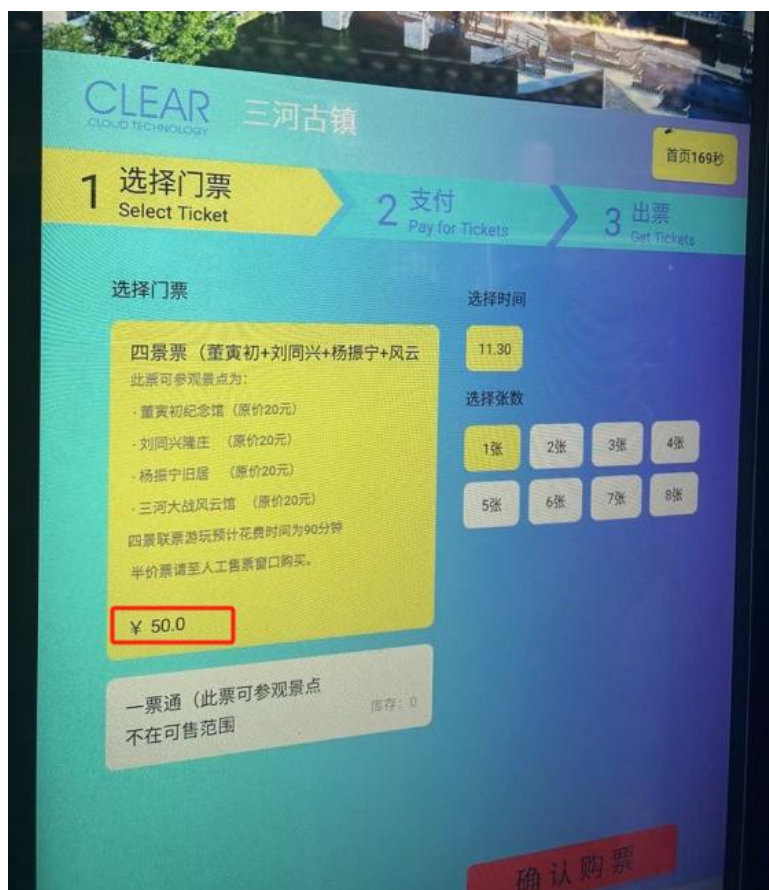 CLEAR
CLOUD TECHNOLOGY
三河古镇
首页169秒
1 选择门票
Select Ticket
2 支付
Pay for Tickets
3 出票
Get Tickets
选择门票
四景票（董寅初+刘同兴+杨振宁+风云
此票可参观景点为：
·董寅初纪念馆（原价20元）
·刘同兴隆庄 （原价20元）
·杨振宁旧居 （原价20元）
·三河大战风云馆 （原价20元）
四景联票游玩预计花费时间为90分钟
半价票请至人工售票窗口购买。
¥ 50.0
一票通（此票可参观景点
不在可售范围
库存：0
选择时间
11.30
选择张数
1张 2张 3张 4张
5张 6张 7张 8张
确认购票